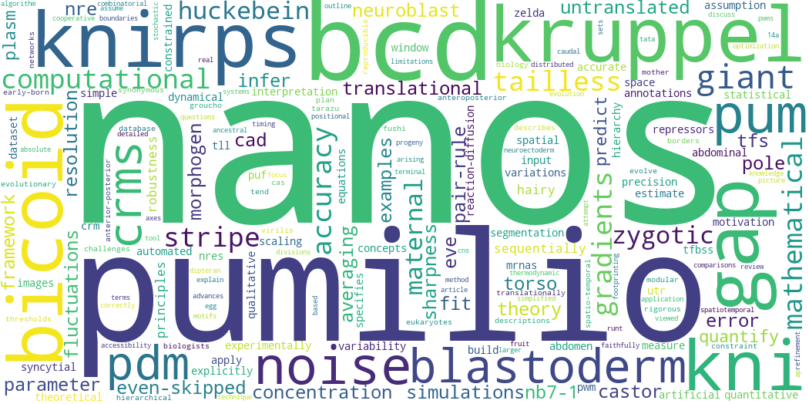 algorithm
cooperative
boundaries
nre
combinatorial
assume
stochastic
networks
real
outline
huckebein
constrained
knirps
plasm
bcd
neuroblast
reproducible
window
limitations
zelda
untranslated
assumption
discuss
pwms
14a
sets
tata
distributed
optimization
biology
caudal
mother
kruppel
computational
infer
translational
accurate
tailless
space
giant
early-born
simple
synonymous
systems
interpretation
evolution
annotations
statistical
dynamical
groucho
plan
tarazu
positional
anteroposterior
dataset
resolution
database
detailed
robustness
questions
timing
ancestral
morphogen
cad
tll
nanos
accuracy
equations
fushi
progeny
arising
terminal
examples
pair-rule
reaction-diffusion
describes
spatial
neuroectoderm
input
variations
hairy
predict
hierarchy
repressors
tfs
pum
borders
abdominal
pole
bicoid
absolute
evolutionary
framework
crms
anterior-posterior
axes
tool
puf
focus
cas
tend
virilis
maternal
sharpness
eve
segmentation
sequentially
gradients
evolve
precision
estimate
knowledge
picture
motivation
mathematical
crm
challenges
automated
nres
stripe
scaling
averaging
concepts
specifies
zygotic
tfbss
gap
images
fluctuations
principles
dipteran
explain
divisions
egg
advances
motifs
qualitative
based
pumilio
fit
cns
method
article
eukaryotes
mrnas
torso
thermodynamic
translationally
simplified
theory
descriptions
spatio-temporal
footprinting
attempt
utr
modular
application
rigorous
viewed
comparisons
review
spatiotemporal
error
quantify
thresholds
terms
correctly
accessibility
biologists
experimentally
variability
build
larger
abdomen
fruit
runt
faithfully
measure
constraint
syncytial
pdm
apply
explicitly
noise
blastoderm
kni
ap
refinement
parameter
even-skipped
theoretical
hierarchical
technique
concentration
simulations
nb7-1
pwm
castor
artificial
quantitative